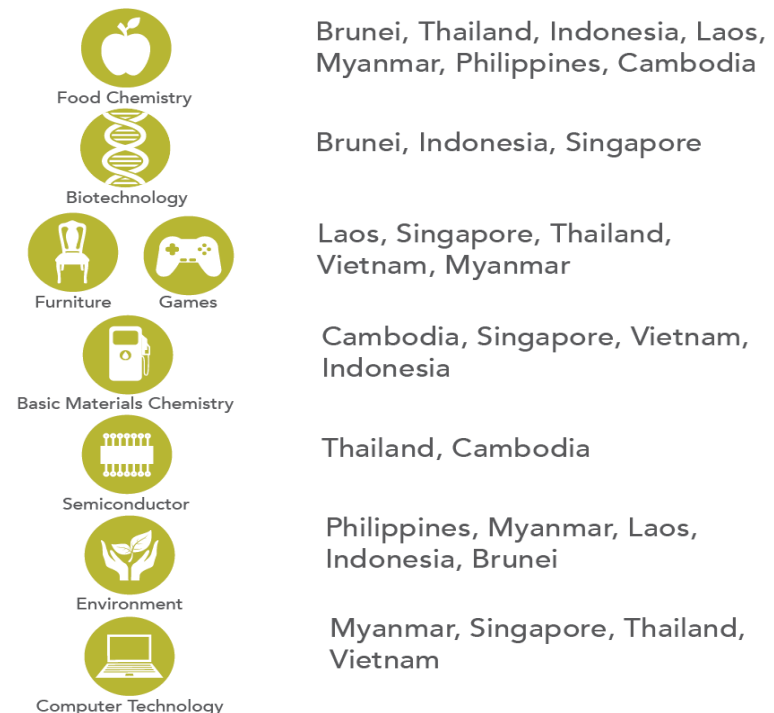 Brunei, Thailand, Indonesia, Laos,
Myanmar, Philippines, Cambodia
Food Chemistry
Brunei, Indonesia, Singapore
Biotechnology
Laos, Singapore, Thailand,
Vietnam, Myanmar
Furniture
Games
Cambodia, Singapore, Vietnam,
Indonesia
Basic Materials Chemistry
Thailand, Cambodia
Semiconductor
Philippines, Myanmar, Laos,
Indonesia, Brunei
Environment
Myanmar, Singapore, Thailand,
Vietnam
Computer Technology